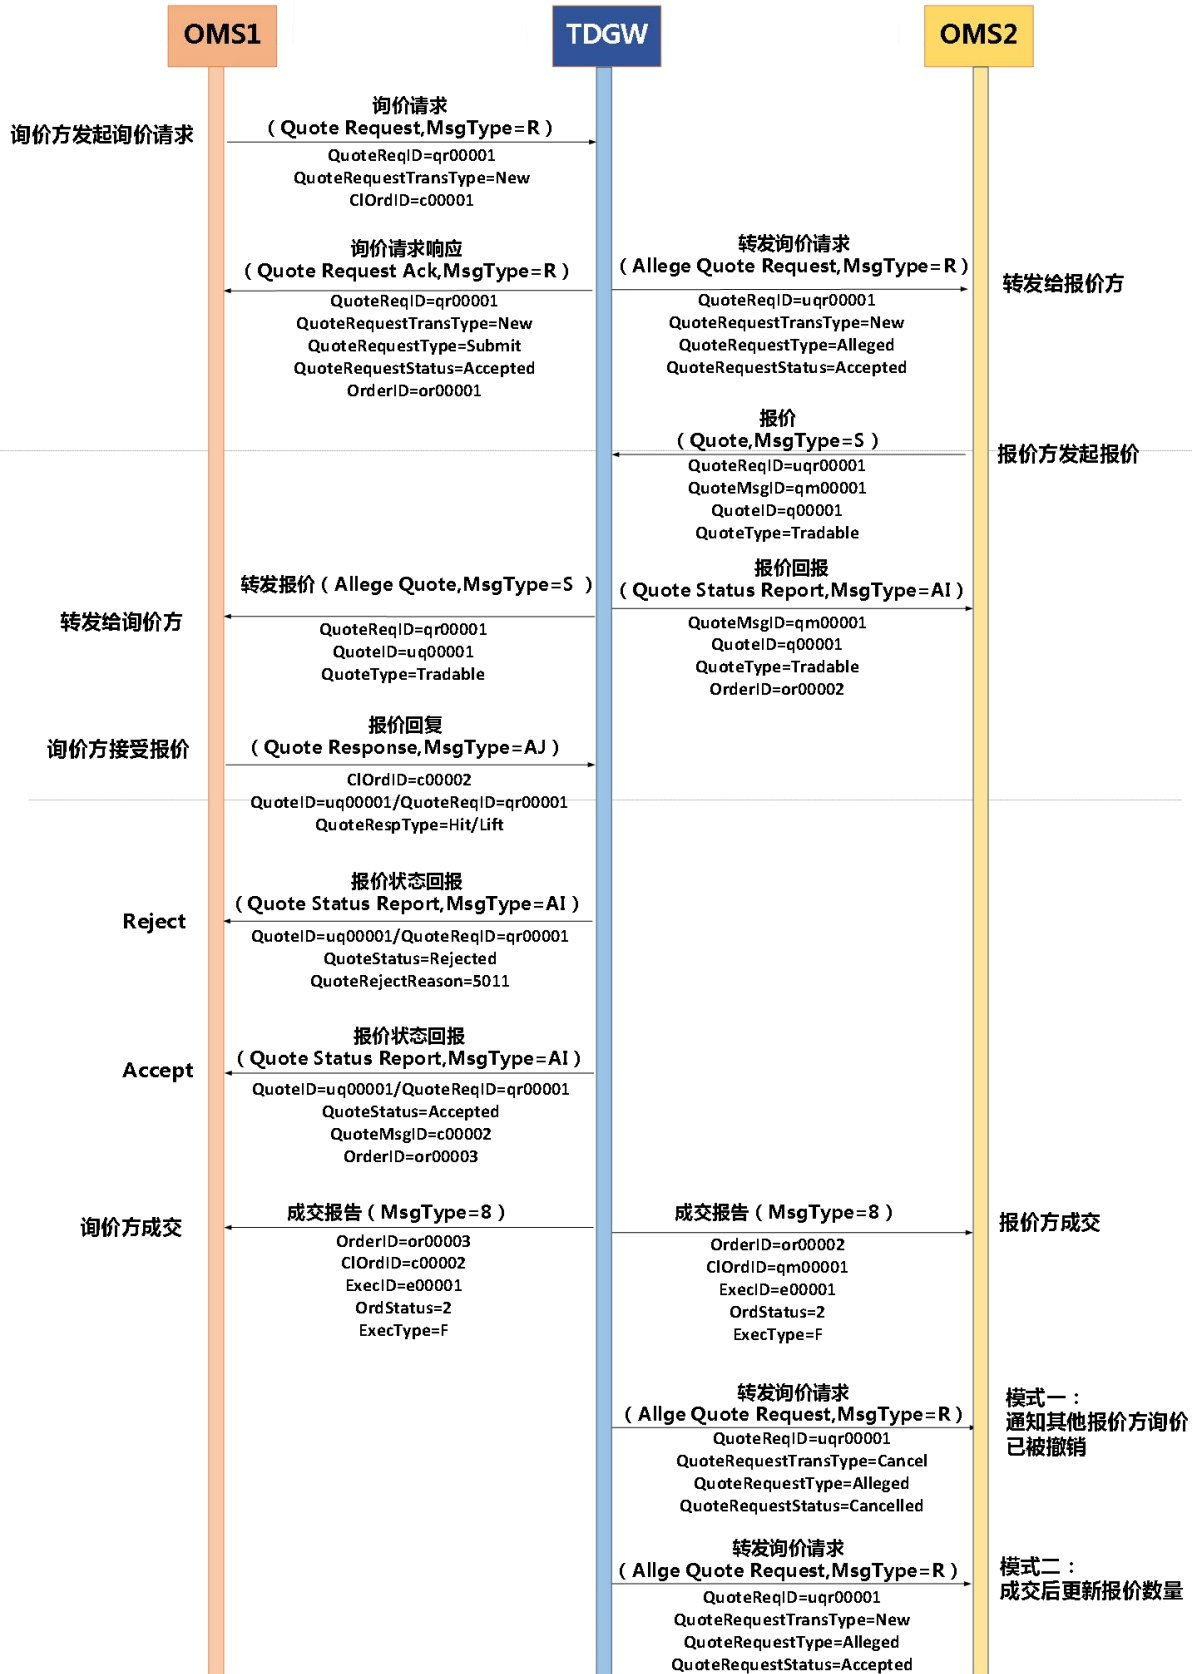 OMS1
TDGW
OMS2
询价方发起询价请求
询价请求
（Quote Request,MsgType=R）
QuoteReqID=qr00001
QuoteRequestTransType=New
ClOrdID=c00001
询价请求响应
（Quote Request Ack,MsgType=R）
QuoteReqID=qr00001
QuoteRequestTransType=New
QuoteRequestType=Submit
QuoteRequestStatus=Accepted
OrderID=or00001
转发询价请求
（Allege Quote Request,MsgType=R）
QuoteReqID=uqr00001
QuoteRequestTransType=New
QuoteRequestType=Alleged
QuoteRequestStatus=Accepted
转发给报价方
报价
（Quote,MsgType=S）
QuoteReqID=uqr00001
QuoteMsgID=qm00001
QuoteID=q00001
QuoteType=Tradable
报价方发起报价
转发给询价方
转发报价（Allege Quote,MsgType=S ）
QuoteReqID=qr00001
QuoteID=uq00001
QuoteType=Tradable
报价回报
（Quote Status Report,MsgType=AI）
QuoteMsgID=qm00001
QuoteID=q00001
QuoteType=Tradable
OrderID=or00002
询价方接受报价
报价回复
（Quote Response,MsgType=AJ）
ClOrdID=c00002
QuoteID=uq00001/QuoteReqID=qr00001
QuoteRespType=Hit/Lift
Reject
报价状态回报
（Quote Status Report,MsgType=AI）
QuoteID=uq00001/QuoteReqID=qr00001
QuoteStatus=Rejected
QuoteRejectReason=5011
Accept
报价状态回报
（Quote Status Report,MsgType=AI）
QuoteID=uq00001/QuoteReqID=qr00001
QuoteStatus=Accepted
QuoteMsgID=c00002
OrderID=or00003
询价方成交
成交报告（MsgType=8）
OrderID=or00003
ClOrdID=c00002
ExecID=e00001
OrdStatus=2
ExecType=F
成交报告（MsgType=8）
OrderID=or00002
ClOrdID=qm00001
ExecID=e00001
OrdStatus=2
ExecType=F
报价方成交
转发询价请求
（Allge Quote Request,MsgType=R）
QuoteReqID=uqr00001
QuoteRequestTransType=Cancel
QuoteRequestType=Alleged
QuoteRequestStatus=Cancelled
模式一：
通知其他报价方询价
已被撤销
转发询价请求
（Allge Quote Request,MsgType=R）
QuoteReqID=uqr00001
QuoteRequestTransType=New
QuoteRequestType=Alleged
QuoteRequestStatus=Accepted
模式二：
成交后更新报价数量